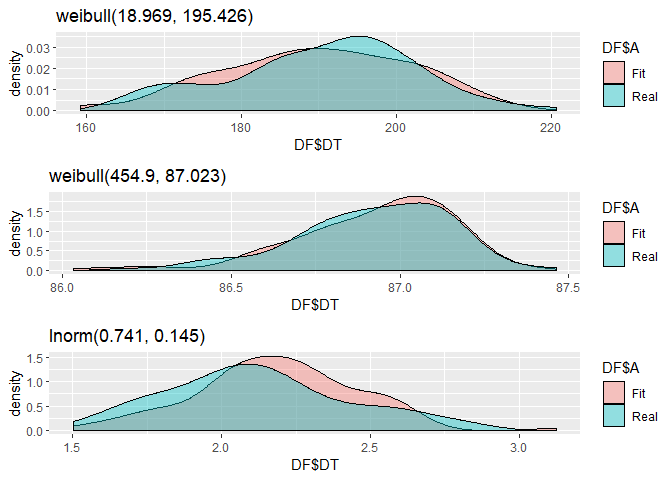 weibull(18.969, 195.426)
density
0.03
0.02
0.01
0.00
160
180
200
220
DF$DT
DF$A
Fit
Real
weibull(454.9, 87.023)
density
1.5
1.0
0.5
0.0
86.0
86.5
87.0
87.5
DF$DT
DF$A
Fit
Real
lnorm(0.741, 0.145)
density
1.5
1.0
0.5
0.0
1.5
2.0
2.5
3.0
DF$DT
DF$A
Fit
Real